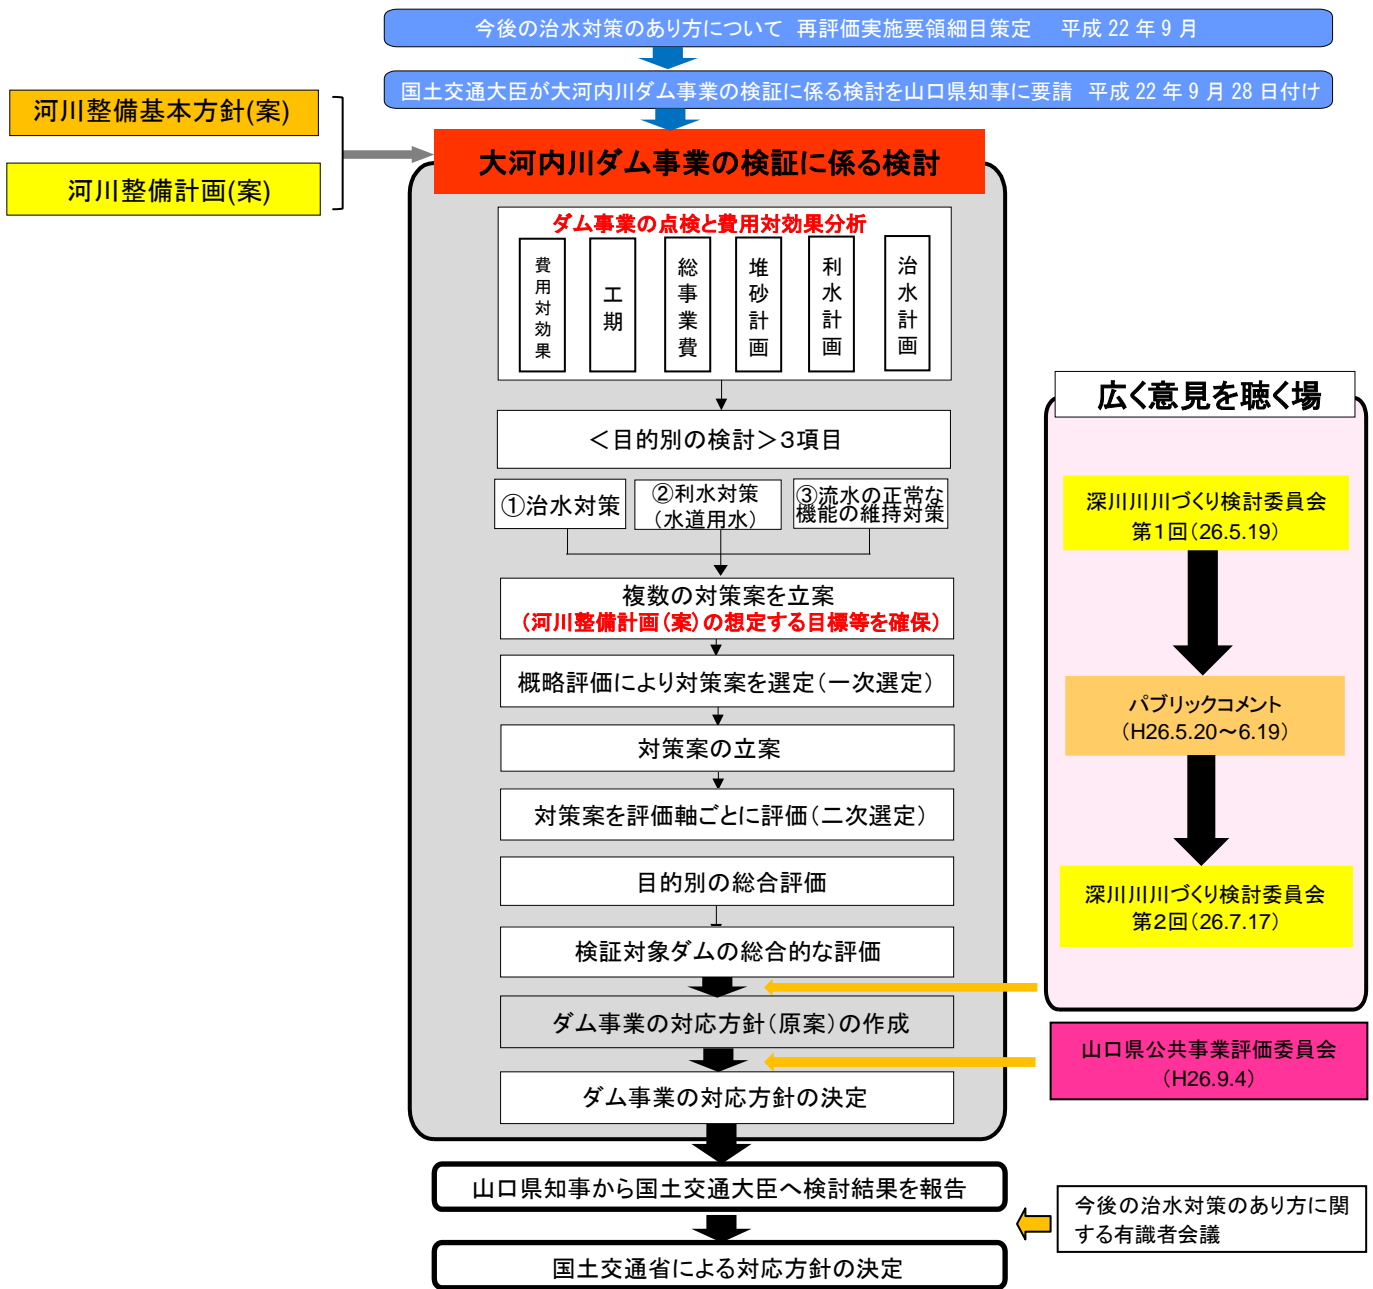 今後の治水対策のあり方について 再評価実施要領細目策定 平成 22 年 9 月
国土交通大臣が大河内川ダム事業の検証に係る検討を山口県知事に要請 平成 22 年 9 月 28 日付け
河川整備基本方針(案)
河川整備計画(案)
大河内川ダム事業の検証に係る検討
ダム事業の点検と費用対効果分析
費用対効果
工期
総事業費
堆砂計画
利水計画
治水計画
＜目的別の検討＞３項目
①治水対策
②利水対策
（水道用水）
③流水の正常な
機能の維持対策
複数の対策案を立案
（河川整備計画（案）の想定する目標等を確保）
概略評価により対策案を選定（一次選定）
対策案の立案
対策案を評価軸ごとに評価（二次選定）
目的別の総合評価
検証対象ダムの総合的な評価
ダム事業の対応方針（原案）の作成
ダム事業の対応方針の決定
広く意見を聴く場
深川川川づくり検討委員会
第１回（26.5.19）
パブリックコメント
（H26.5.20～6.19）
深川川川づくり検討委員会
第２回（26.7.17）
山口県公共事業評価委員会
（H26.9.4）
山口県知事から国土交通大臣へ検討結果を報告
今後の治水対策のあり方に関
する有識者会議
国土交通省による対応方針の決定